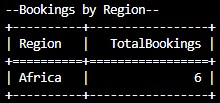 --Bookings by Region--
+----------+-----------------+
| Region   |   TotalBookings |
+==========+=================+
| Africa   |               6 |
+----------+-----------------+